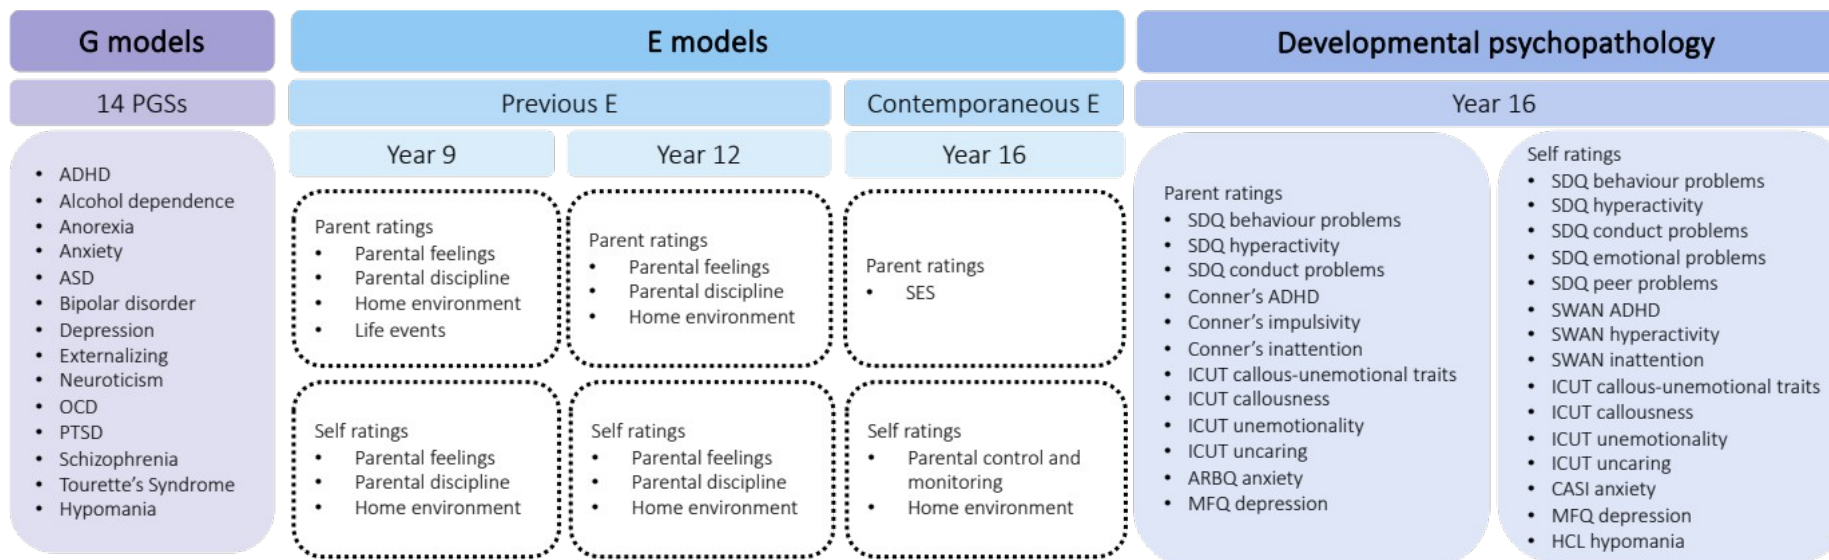 G models
14 PGSs
• ADHD
• Alcohol dependence
• Anorexia
• Anxiety
• ASD
• Bipolar disorder
• Depression
• Externalizing
• Neuroticism
• OCD
• PTSD
• Schizophrenia
• Tourette's Syndrome
• Hypomania
E models
Previous E
Contemporaneous E
Year 9
Year 12
Year 16
Parent ratings
• Parental feelings
• Parental discipline
• Home environment
• Life events
Parent ratings
• Parental feelings
• Parental discipline
• Home environment
Parent ratings
• SES
Self ratings
• Parental feelings
• Parental discipline
• Home environment
Self ratings
• Parental feelings
• Parental discipline
• Home environment
Self ratings
• Parental control and
monitoring
• Home environment
Developmental psychopathology
Year 16
Parent ratings
• SDQ behaviour problems
• SDQ hyperactivity
• SDQ conduct problems
• Conner's ADHD
• Conner's impulsivity
• Conner's inattention
• ICUT callous-unemotional traits
• ICUT callousness
• ICUT unemotionality
• ICUT uncaring
• ARBQ anxiety
• MFQ depression
Self ratings
• SDQ behaviour problems
• SDQ hyperactivity
• SDQ conduct problems
• SDQ emotional problems
• SDQ peer problems
• SWAN ADHD
• SWAN hyperactivity
• SWAN inattention
• ICUT callous-unemotional traits
• ICUT callousness
• ICUT unemotionality
• ICUT uncaring
• CASI anxiety
• MFQ depression
• HCL hypomania